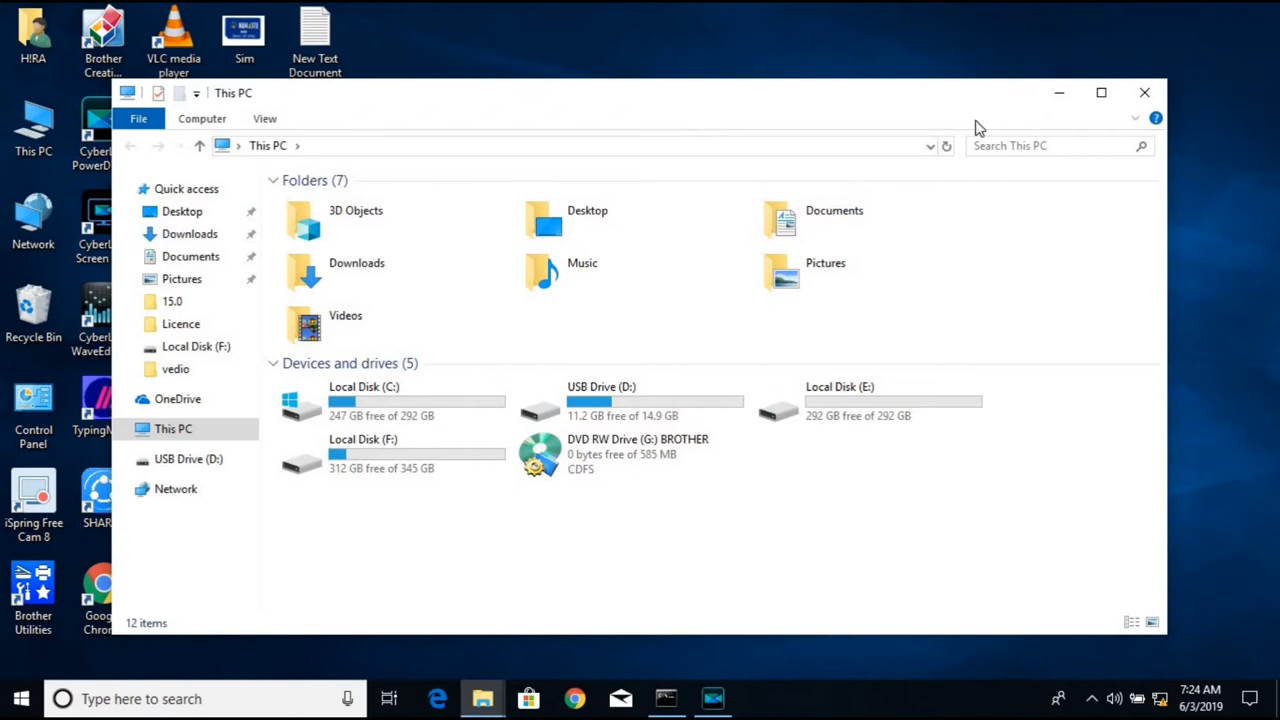 H!RA
Brother
Creati...
VLC media
player
Sim
New Text
Document
This PC
CyberL
PowerD
Network
CyberL
Screen
Recycle Bin
CyberL
WaveEd
Control
Panel
TypingM
iSpring Free
Cam 8
SHAR
Brother
Utilities
Goog
Chron
This PC
File
Computer
View
This PC
Search This PC
Quick access
Desktop
Downloads
Documents
Pictures
15.0
Licence
Local Disk (F:)
vedio
OneDrive
This PC
USB Drive (D:)
Network
Folders (7)
3D Objects
Desktop
Documents
Downloads
Music
Pictures
Videos
Devices and drives (5)
Local Disk (C:)
247 GB free of 292 GB
USB Drive (D:)
11.2 GB free of 14.9 GB
Local Disk (E:)
292 GB free of 292 GB
Local Disk (F:)
312 GB free of 345 GB
DVD RW Drive (G:) BROTHER
0 bytes free of 585 MB
CDFS
12 items
Type here to search
7:24 AM
6/3/2019